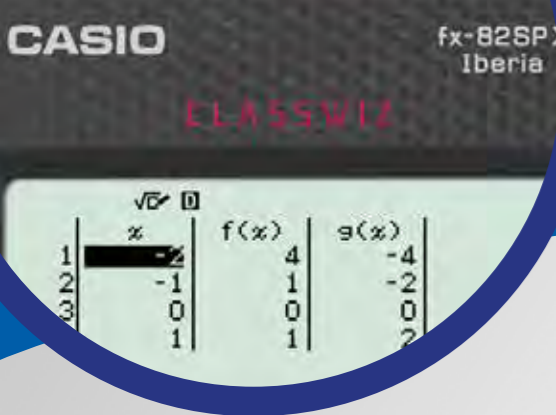 CASIO fx-82SPX
Iberia
CLASSWIZ
√D/ D
x f(x) g(x)
1 -2 4 -4
2 -1 1 -2
3 0 0 0
1 1 2